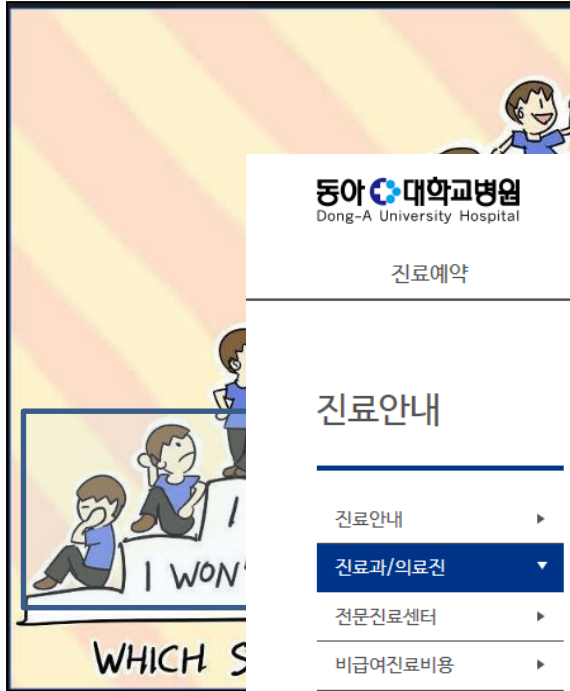 동아 대학교병원
Dong-A University Hospital
진료예약
진료안내
진료안내
진료과/의료진
전문진료센터
비급여진료비용
I
I WON'
WHICH S